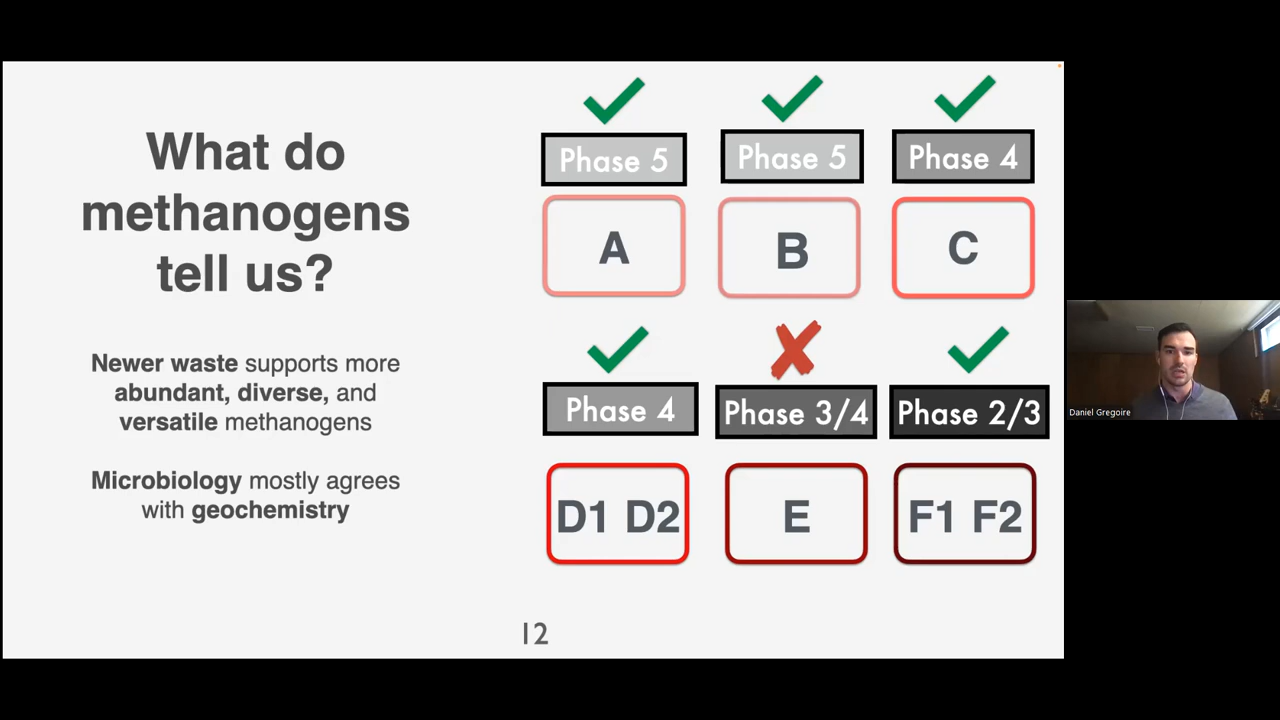 What do
methanogens
tell us?
Newer waste supports more
abundant, diverse, and
versatile methanogens
Microbiology mostly agrees
with geochemistry
Phase 5
Phase 5
Phase 4
A
B
C
Phase 4
Phase 3/4
Phase 2/3
D1 D2
E
F1 F2
12
Daniel Gregoire